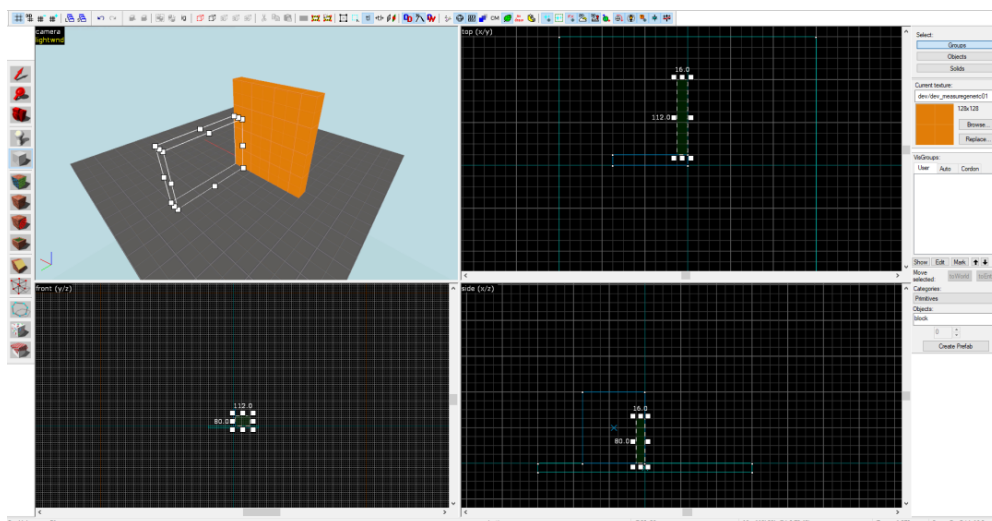 camera
lightwnd
top (x/y)
16.0
112.0
front (y/z)
112.0
80.0
side (x/z)
16.0
80.0
Select:
Groups
Objects
Solids
Current texture:
dev/dev_measuregeneric01
128x128
Browse...
Replace...
VisGroups:
User Auto Cordon
Show Edit Mark
Move
selected: toWorld toEntity
Categories:
Primitives
Objects:
block
0
Create Prefab